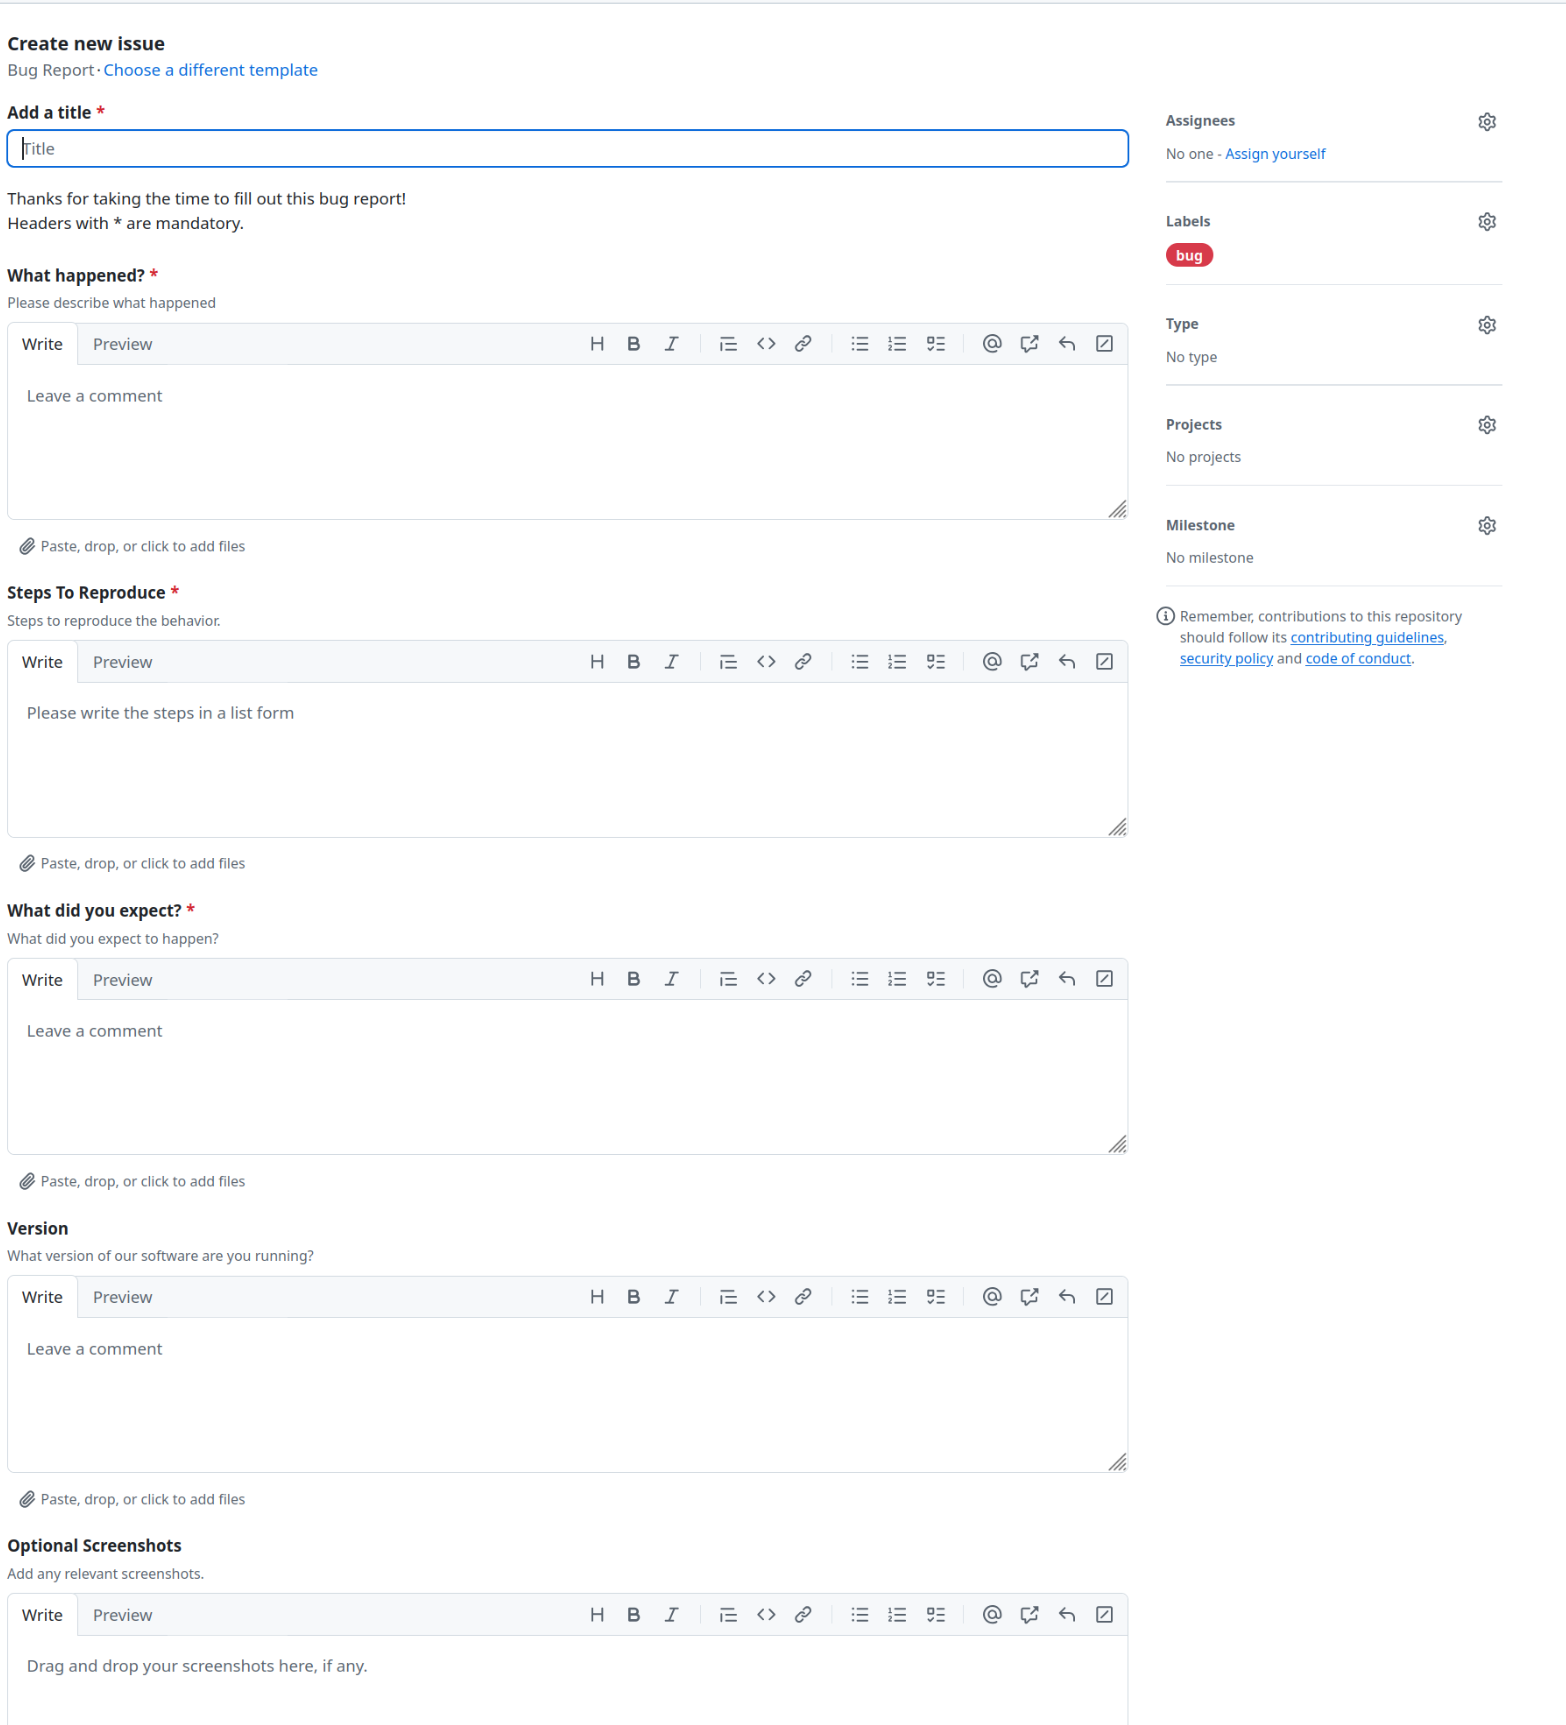 Create new issue
Bug Report · Choose a different template
Add a title *
Title
Thanks for taking the time to fill out this bug report!
Headers with * are mandatory.
What happened? *
Please describe what happened
Write Preview
Leave a comment
Paste, drop, or click to add files
Steps To Reproduce *
Steps to reproduce the behavior.
Write Preview
Please write the steps in a list form
Paste, drop, or click to add files
What did you expect? *
What did you expect to happen?
Write Preview
Leave a comment
Paste, drop, or click to add files
Version
What version of our software are you running?
Write Preview
Leave a comment
Paste, drop, or click to add files
Optional Screenshots
Add any relevant screenshots.
Write Preview
Drag and drop your screenshots here, if any.
Assignees
No one - Assign yourself
Labels
bug
Type
No type
Projects
No projects
Milestone
No milestone
Remember, contributions to this repository
should follow its contributing guidelines,
security policy and code of conduct.